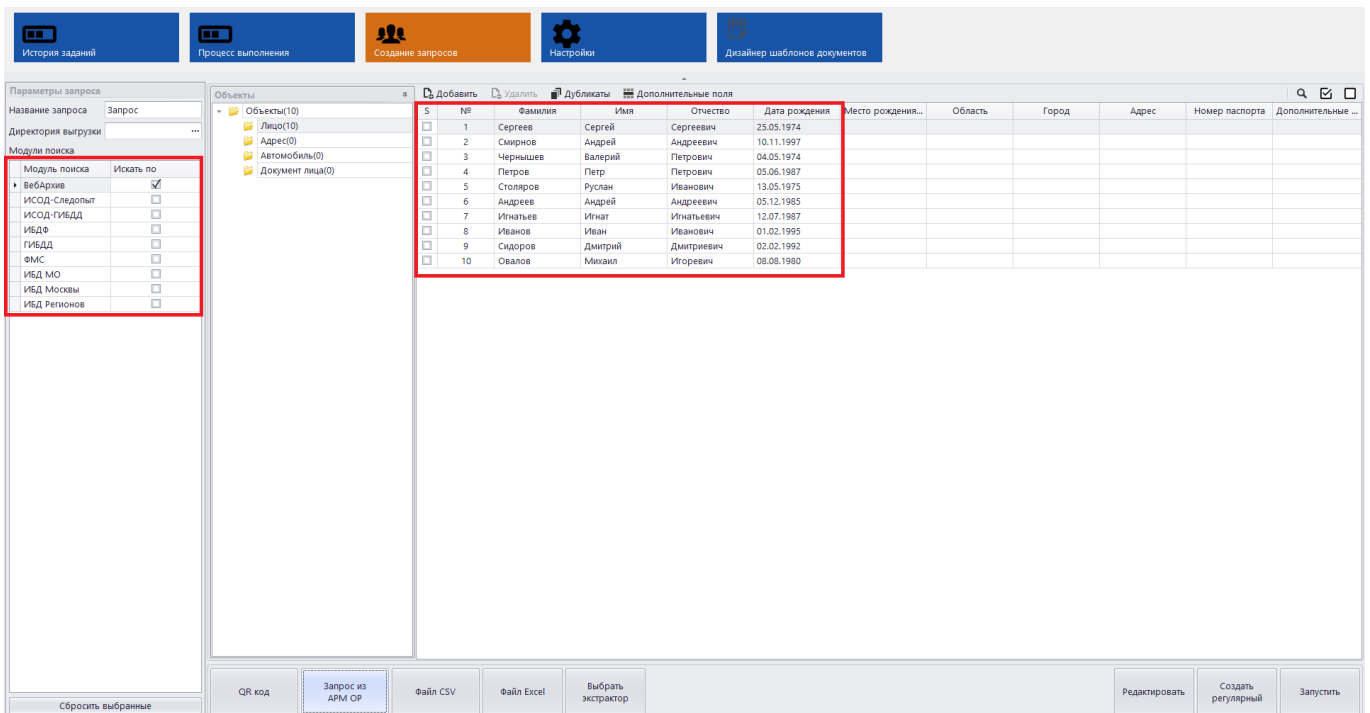 История заданий Процесс выполнения Создание запросов Настройки Дизайнер шаблонов документов
Параметры запроса
Название запроса Запрос
Директория выгрузки ...
Модули поиска
Модуль поиска Искать по
ВебАрхив
ИСОД-Следопыт
ИСОД-ГИБДД
ИБДФ
ГИБДД
ФМС
ИБД МО
ИБД Москвы
ИБД Регионов
Сбросить выбранные
Объекты
Объекты(10)
Лицо(10)
Адрес(0)
Автомобиль(0)
Документ лица(0)
Добавить Удалить Дубликаты Дополнительные поля
S № Фамилия Имя Отчество Дата рождения Место рождения... Область Город Адрес Номер паспорта Дополнительные ...
1 Сергеев Сергей Сергеевич 25.05.1974
2 Смирнов Андрей Андреевич 10.11.1997
3 Чернышев Валерий Петрович 04.05.1974
4 Петров Петр Петрович 05.06.1987
5 Столяров Руслан Иванович 13.05.1975
6 Андреев Андрей Андреевич 05.12.1985
7 Игнатьев Игнат Игнатьевич 12.07.1987
8 Иванов Иван Иванович 01.02.1995
9 Сидоров Дмитрий Дмитриевич 02.02.1992
10 Овалов Михаил Игоревич 08.08.1980
QR код
Запрос из
АРМ ОР
Файл CSV
Файл Excel
Выбрать
экстрактор
Редактировать
Создать
регулярный
Запустить